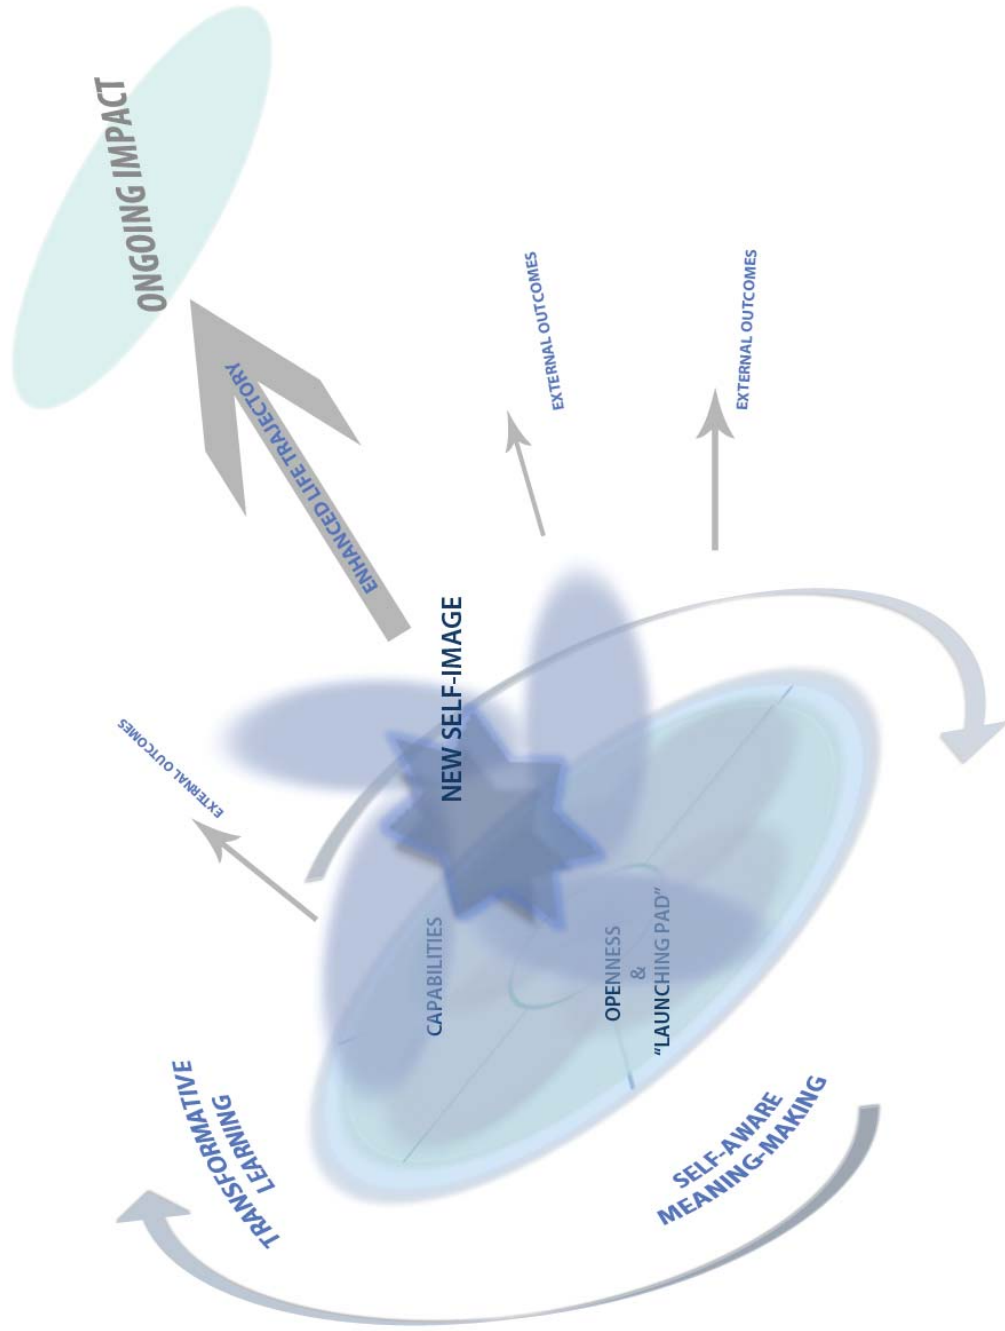 ONGOING IMPACT
ENHANCED LIFE TRAJECTORY
EXTERNAL OUTCOMES
EXTERNAL OUTCOMES
EXTERNAL OUTCOMES
NEW SELF-IMAGE
CAPABILITIES
OPENNESS
&
"LAUNCHING PAD"
TRANSFORMATIVE
LEARNING
SELF-AWARE
MEANING-MAKING